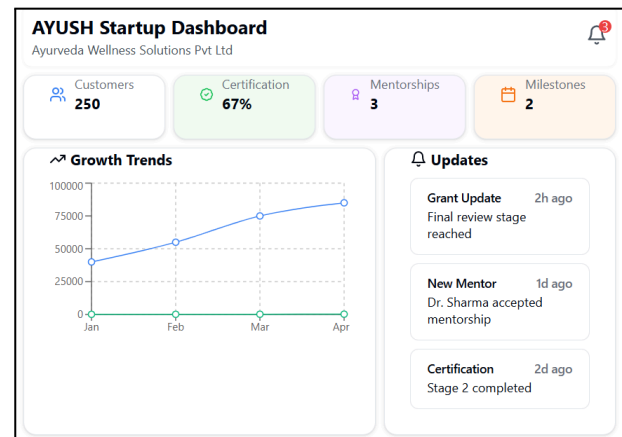 AYUSH Startup Dashboard
Ayurveda Wellness Solutions Pvt Ltd
3
Customers
250
Certification
67%
Mentorships
3
Milestones
2
Growth Trends
100000
75000
50000
25000
0
Jan Feb Mar Apr
Updates
Grant Update 2h ago
Final review stage
reached
New Mentor 1d ago
Dr. Sharma accepted
mentorship
Certification 2d ago
Stage 2 completed